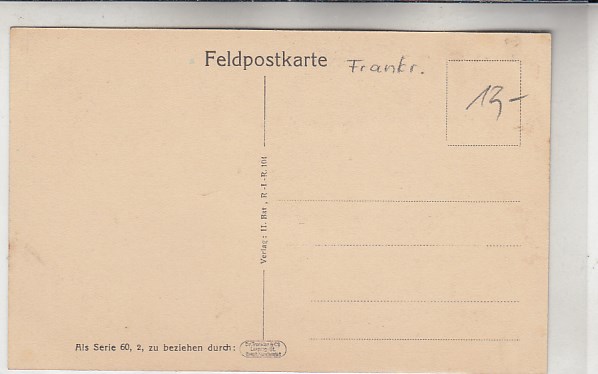 Feldpostkarte
Frankr.
13-
Verlag: II. Bat., R.-I.-R. 101
Als Serie 60, 2, zu beziehen durch: